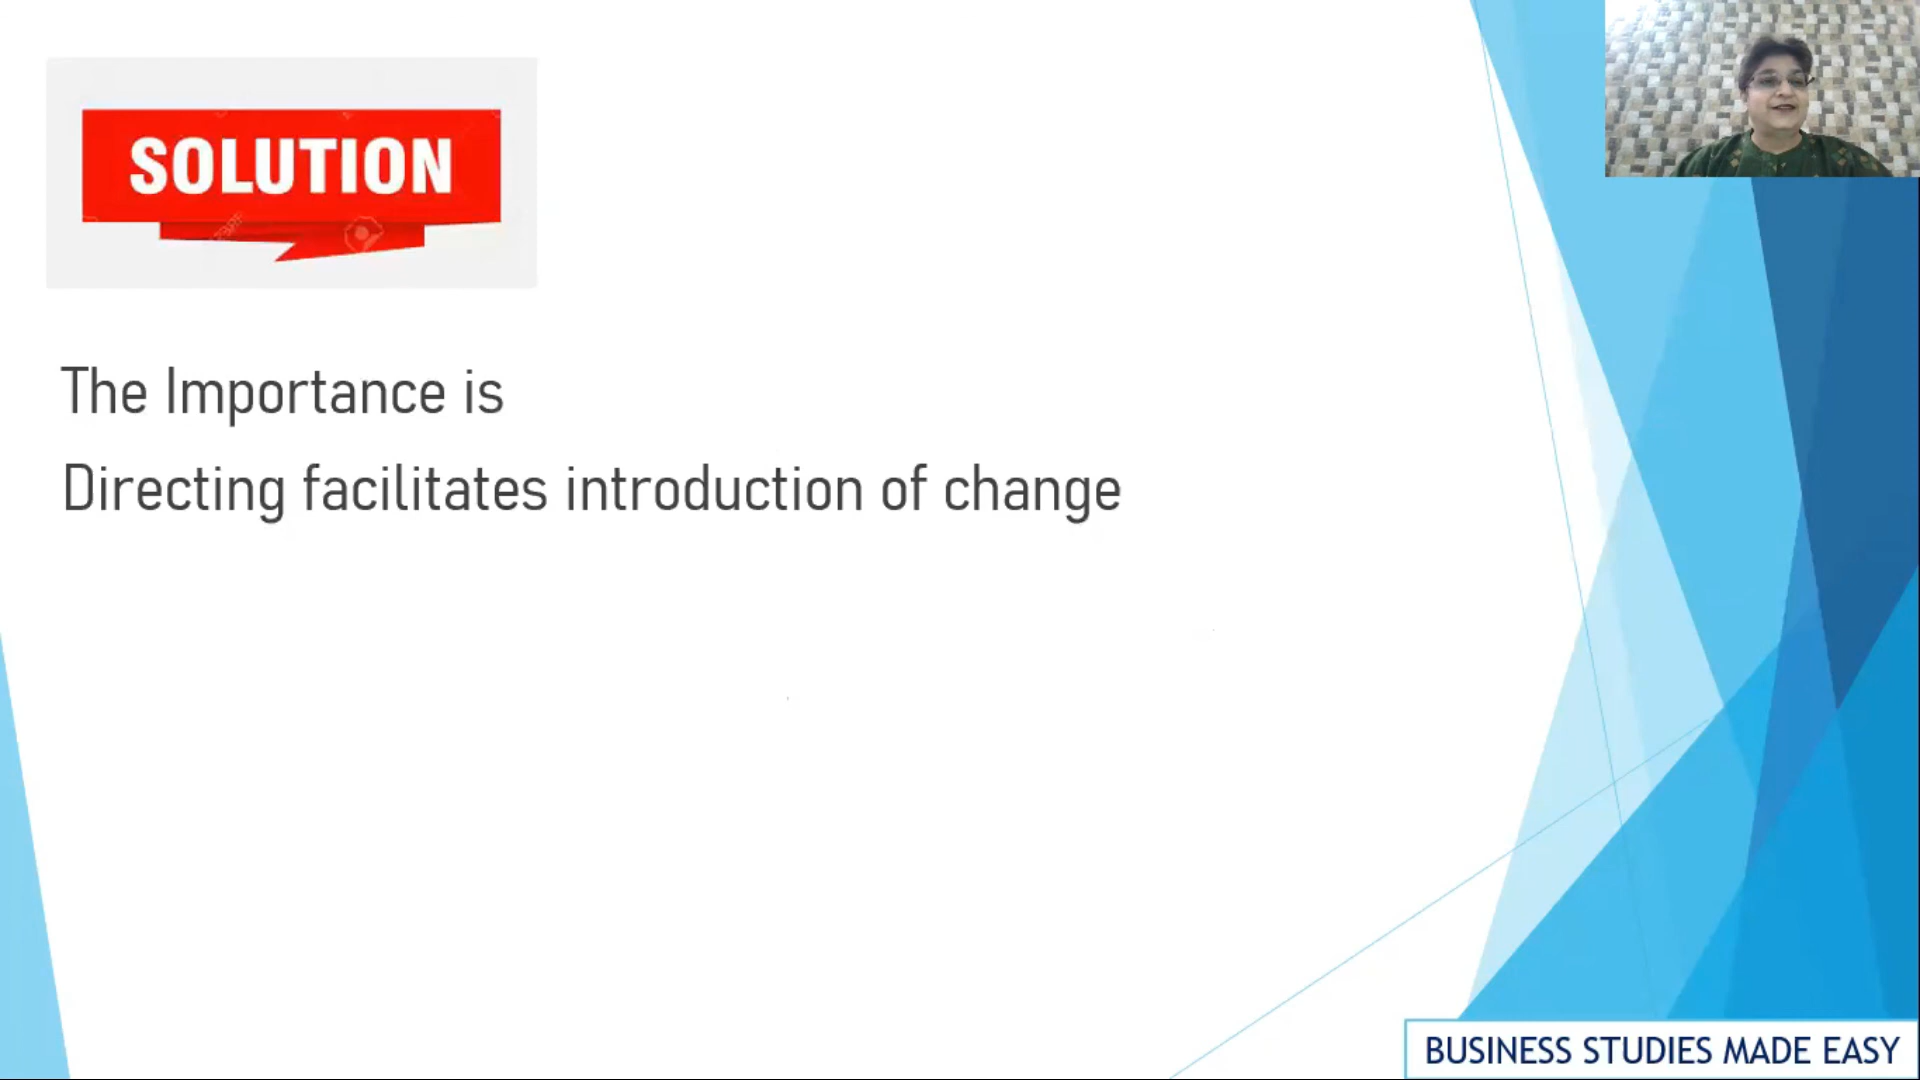 SOLUTION
The Importance is
Directing facilitates introduction of change
BUSINESS STUDIES MADE EASY